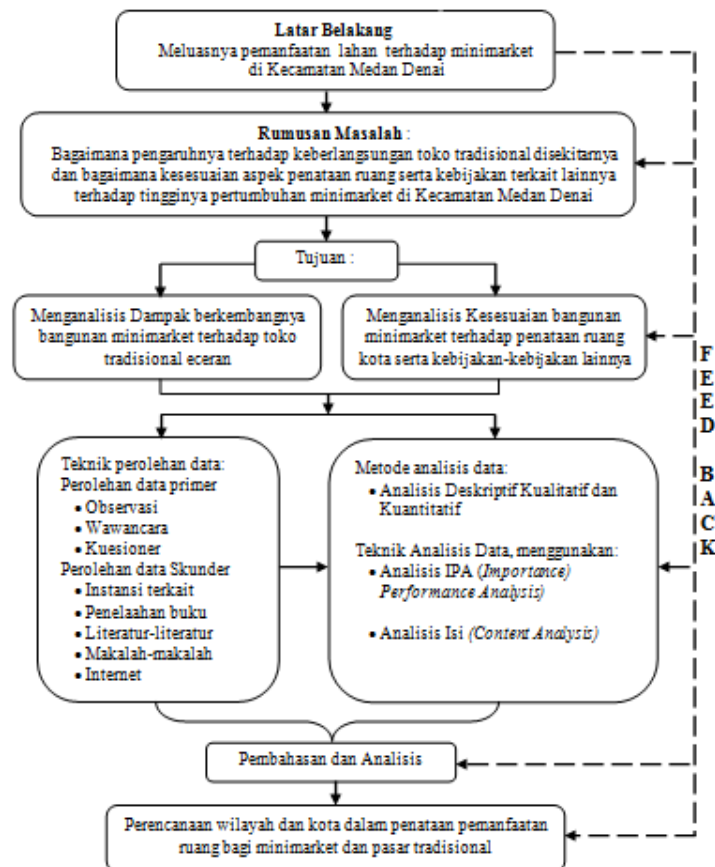 Latar Belakang
Meluasnya pemanfaatan lahan terhadap minimarket
di Kecamatan Medan Denai
Rumusan Masalah :
Bagaimana pengaruhnya terhadap keberlangsungan toko tradisional disekitarnya
dan bagaimana kesesuaian aspek penataan ruang serta kebijakan terkait lainnya
terhadap tingginya pertumbuhan minimarket di Kecamatan Medan Denai
Tujuan :
Menganalisis Dampak berkembangnya
bangunan minimarket terhadap toko
tradisional eceran
Menganalisis Kesesuaian bangunan
minimarket terhadap penataan ruang
kota serta kebijakan-kebijakan lainnya
Teknik perolehan data:
Perolehan data primer
• Observasi
• Wawancara
• Kuesioner
Perolehan data Skunder
• Instansi terkait
• Penelaahan buku
• Literatur-literatur
• Makalah-makalah
• Internet
Metode analisis data:
• Analisis Deskriptif Kualitatif dan
Kuantitatif
Teknik Analisis Data, menggunakan:
• Analisis IPA (Importance)
Performance Analysis)
• Analisis Isi (Content Analysis)
Pembahasan dan Analisis
Perencanaan wilayah dan kota dalam penataan pemanfaatan
ruang bagi minimarket dan pasar tradisional
FEED BACK